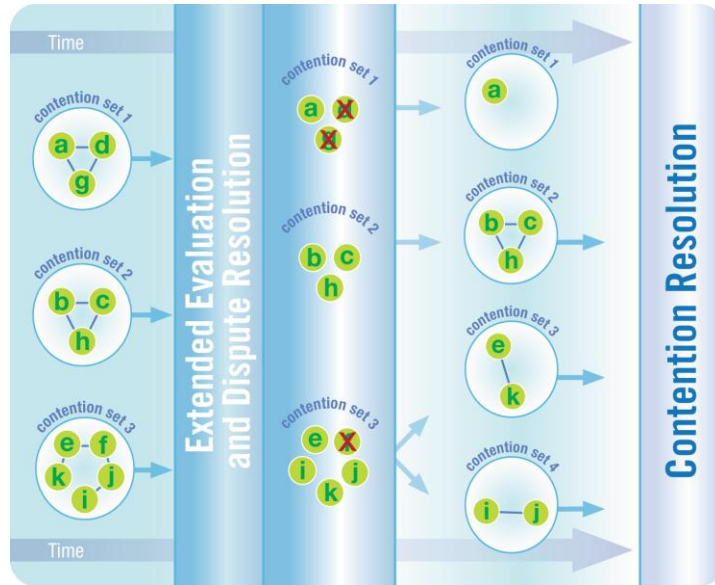 Time
contention set 1
a
d
g
contention set 2
b
c
h
contention set 3
e
f
k
j
i
Time
Extended Evaluation
and Dispute Resolution
contention set 1
a
d
contention set 2
b
c
h
contention set 3
e
i
j
k
contention set 1
a
contention set 2
b
c
h
contention set 3
e
k
contention set 4
i
j
Contention Resolution